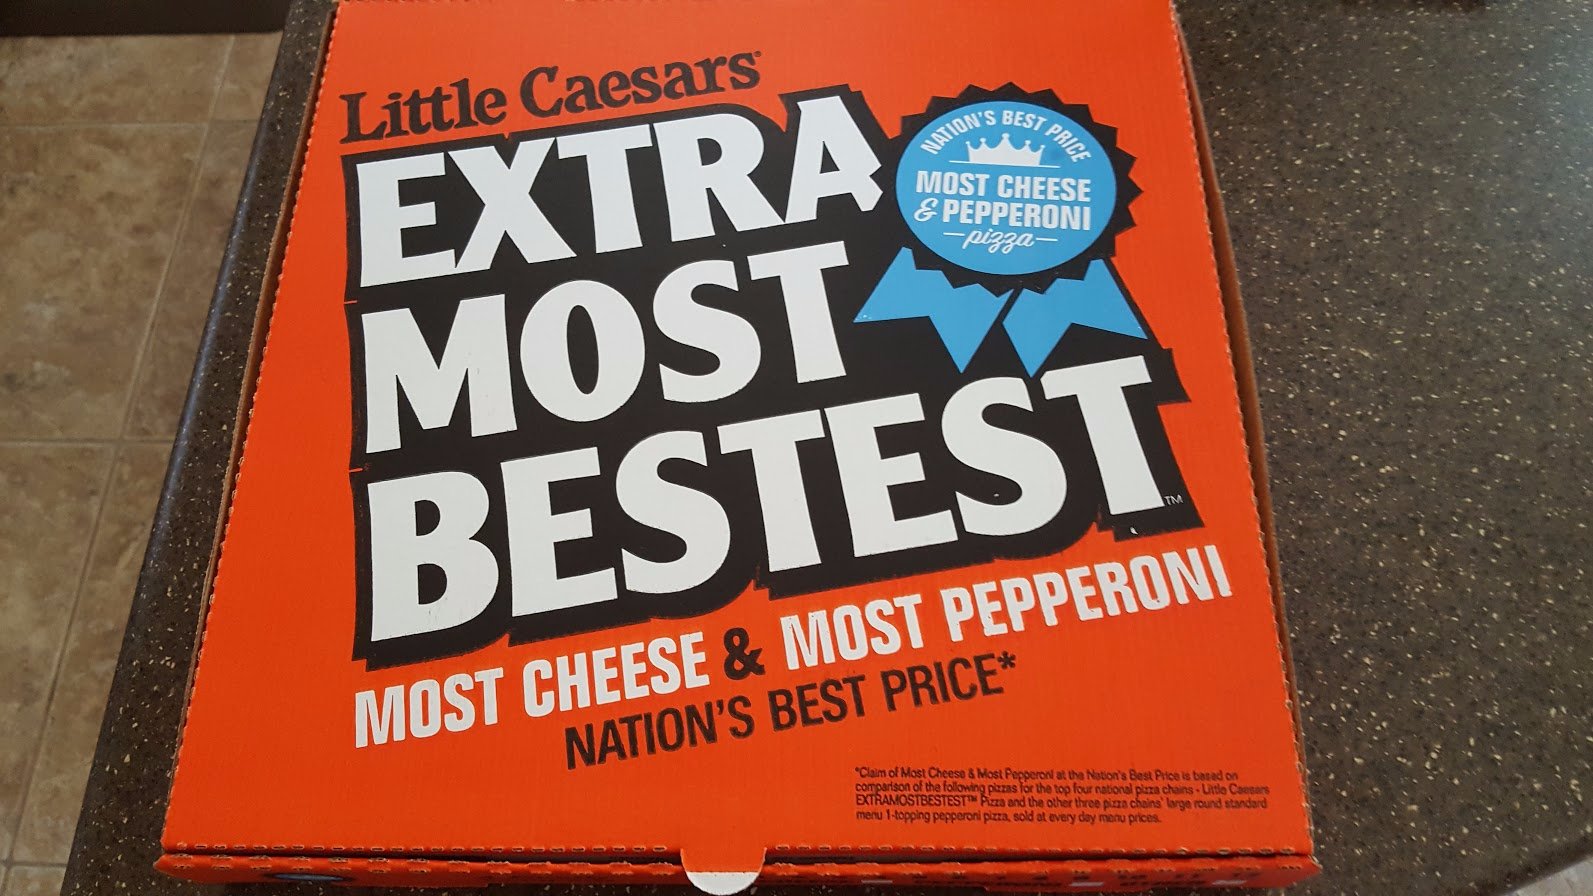 Little Caesars®
EXTRA
MOST
BESTEST™
NATION'S BEST PRICE
MOST CHEESE
& PEPPERONI
pizza
MOST CHEESE & MOST PEPPERONI
NATION'S BEST PRICE*
*Claim of Most Cheese & Most Pepperoni at the Nation's Best Price is based on
comparison of the following pizzas for the top four national pizza chains - Little Caesars
EXTRAMOSTBESTEST™ Pizza and the other three pizza chains' large round standard
menu 1-topping pepperoni pizza, sold at every day menu prices.